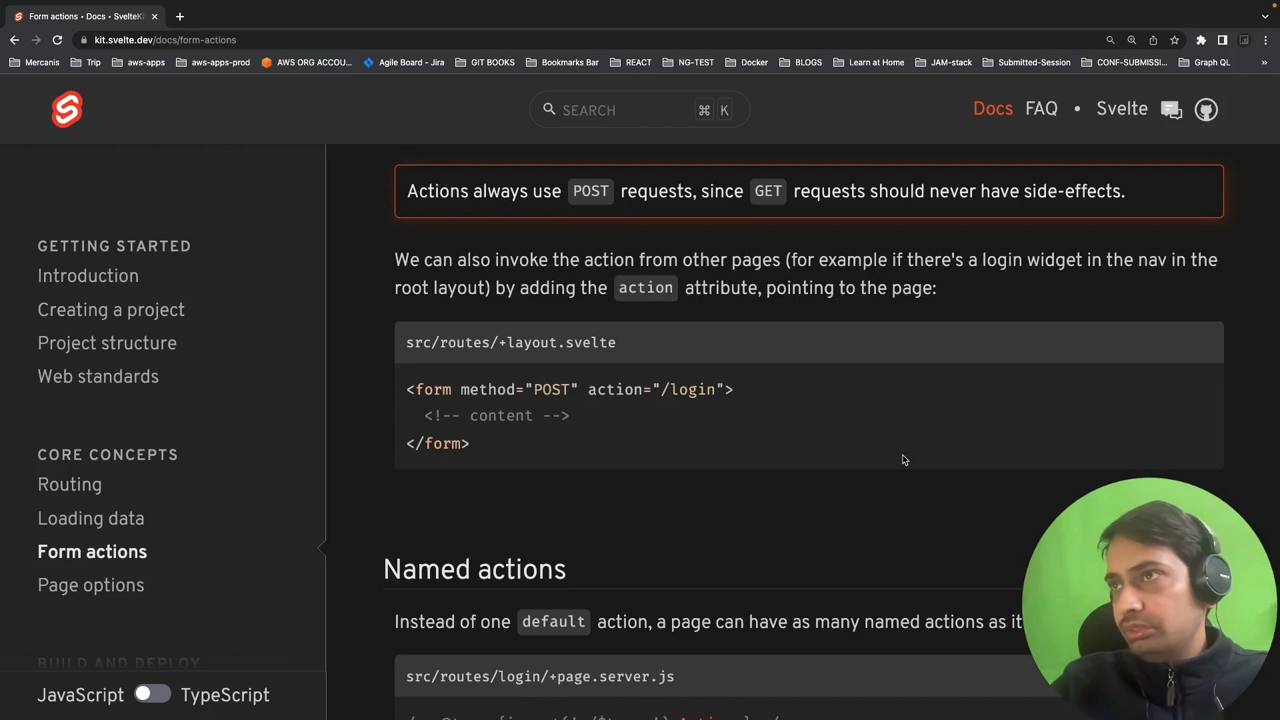 Form actions • Docs • SvelteKi
kit.svelte.dev/docs/form-actions
Mercanis
Trip
aws-apps
aws-apps-prod
AWS ORG ACCOU...
Agile Board - Jira
GIT BOOKS
Bookmarks Bar
REACT
NG-TEST
Docker
BLOGS
Learn at Home
JAM-stack
Submitted-Session
CONF-SUBMISSI...
Graph QL
»
SEARCH
⌘ K
Docs
FAQ
•
Svelte
GETTING STARTED
Introduction
Creating a project
Project structure
Web standards
CORE CONCEPTS
Routing
Loading data
Form actions
Page options
BUILD AND DEPLOY
JavaScript
TypeScript
Actions always use POST requests, since GET requests should never have side-effects.
We can also invoke the action from other pages (for example if there's a login widget in the nav in the
root layout) by adding the action attribute, pointing to the page:
src/routes/+layout.svelte
<form method="POST" action="/login">
<!-- content -->
</form>
Named actions
Instead of one default action, a page can have as many named actions as it
src/routes/login/+page.server.js